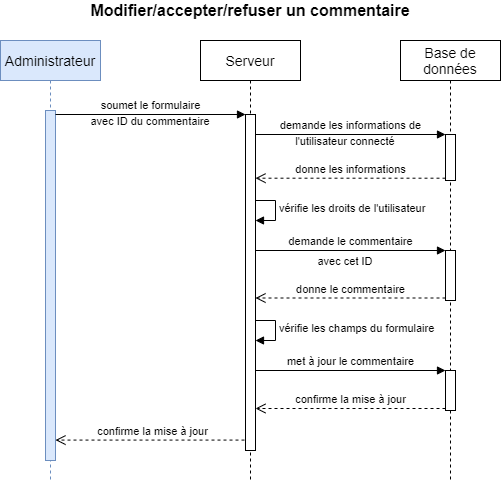 Modifier/accepter/refuser un commentaire
Administrateur
Serveur
Base de
données
soumet le formulaire
avec ID du commentaire
demande les informations de
l'utilisateur connecté
donne les informations
vérifie les droits de l'utilisateur
demande le commentaire
avec cet ID
donne le commentaire
vérifie les champs du formulaire
met à jour le commentaire
confirme la mise à jour
confirme la mise à jour